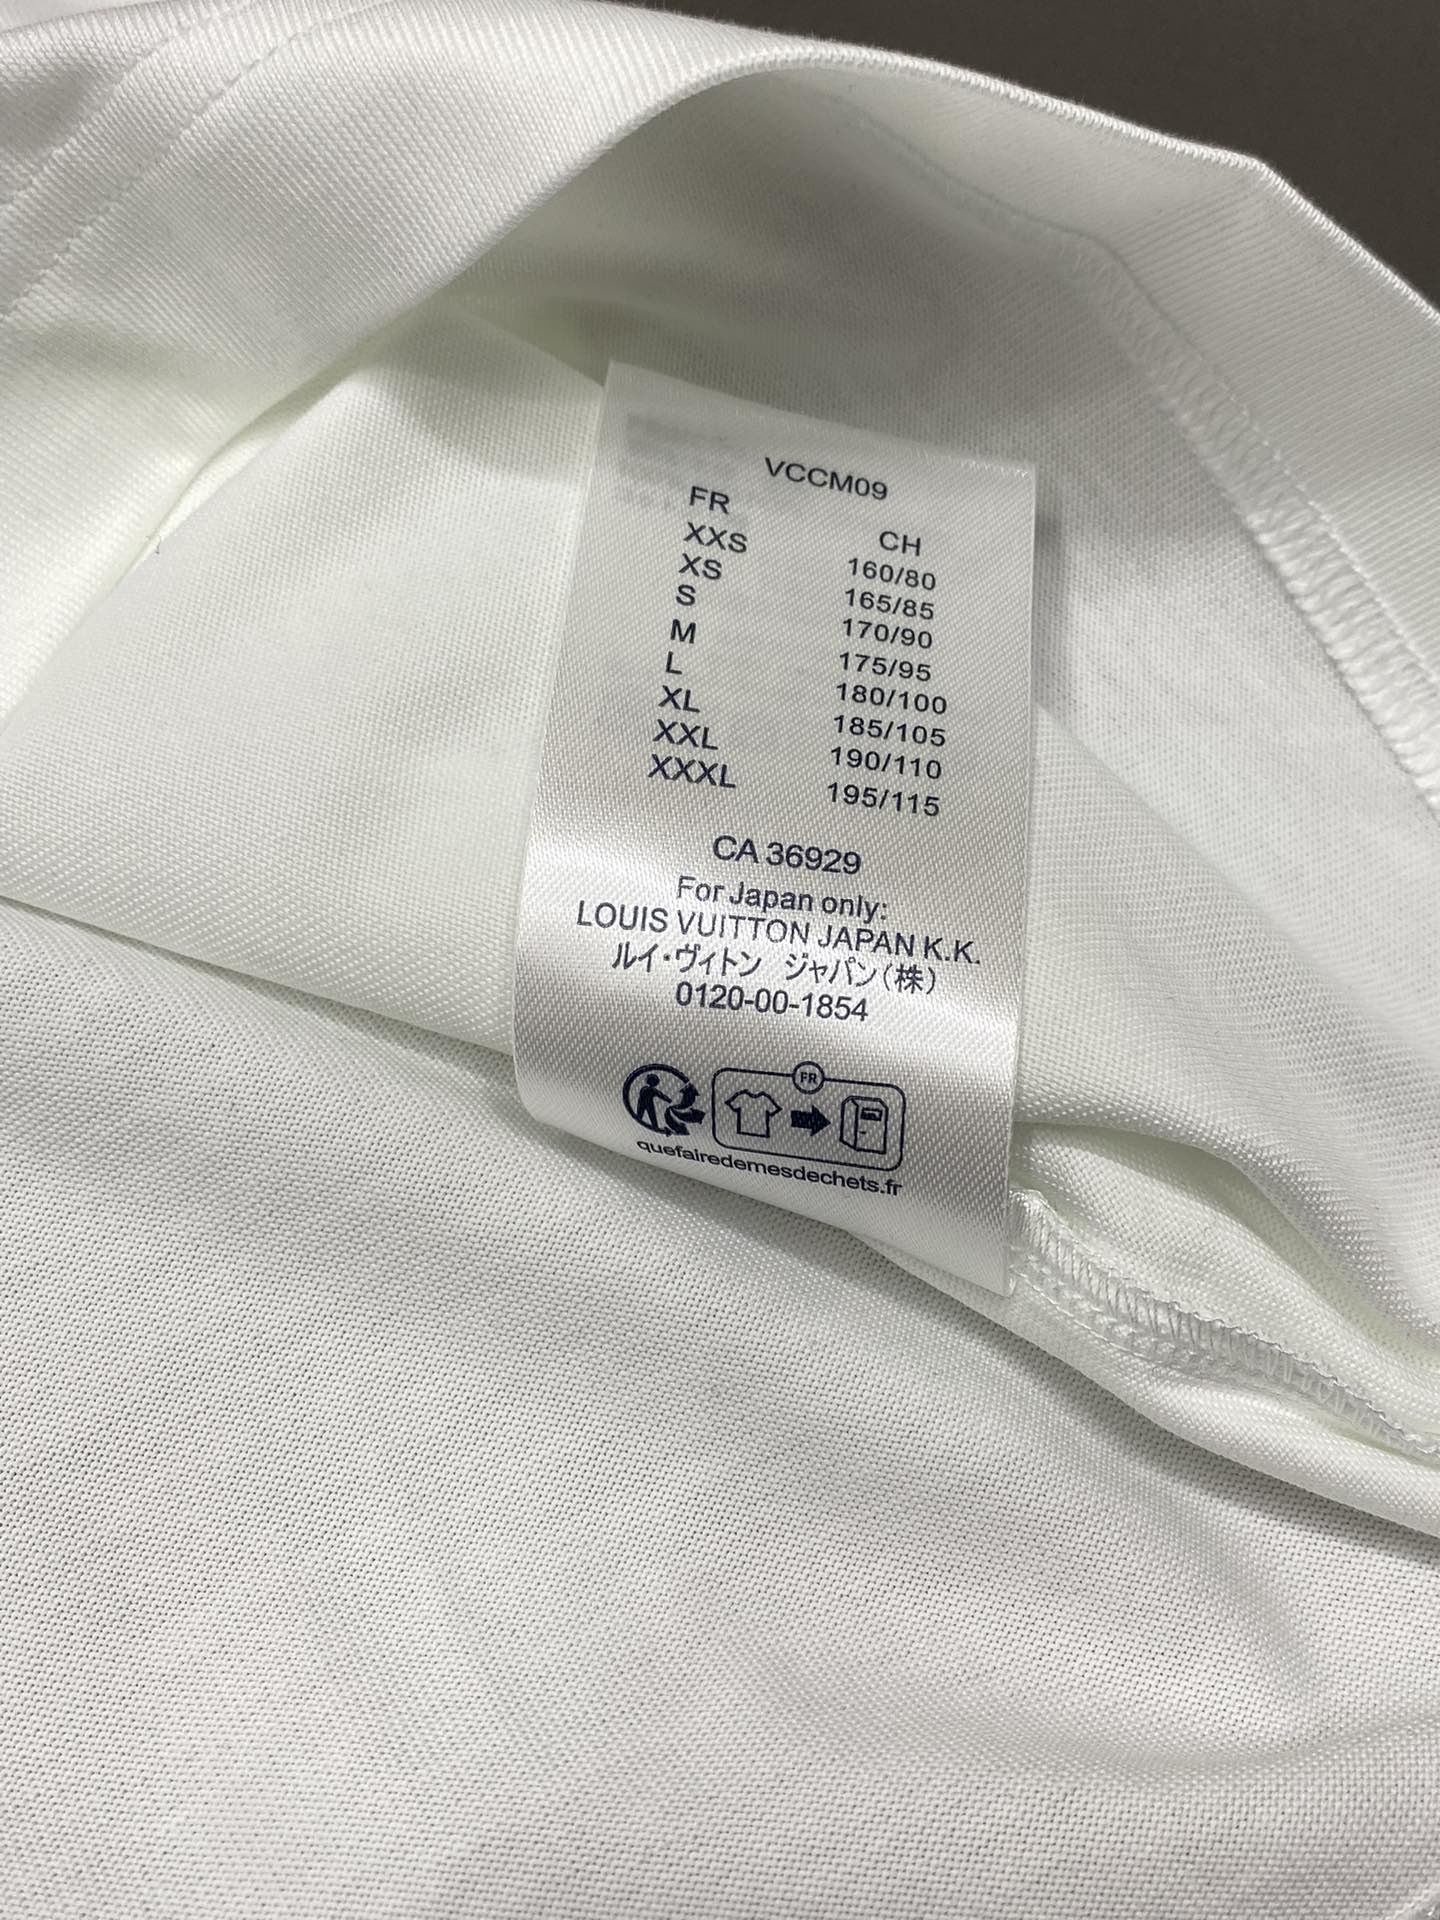 VCCM09
FR CH
XXS 160/80
XS 165/85
S 170/90
M 175/95
L 180/100
XL 185/105
XXL 190/110
XXXL 195/115
CA 36929
For Japan only:
LOUIS VUITTON JAPAN K.K.
ルイ・ヴィトン ジャパン(株)
0120-00-1854
FR
quefairedemesdechets.fr